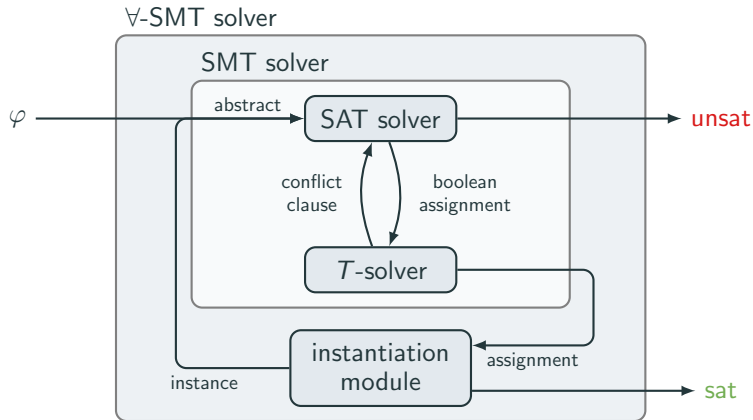 ∀-SMT solver
SMT solver
abstract
φ
SAT solver
unsat
conflict
clause
boolean
assignment
T-solver
instantiation
module
assignment
instance
sat